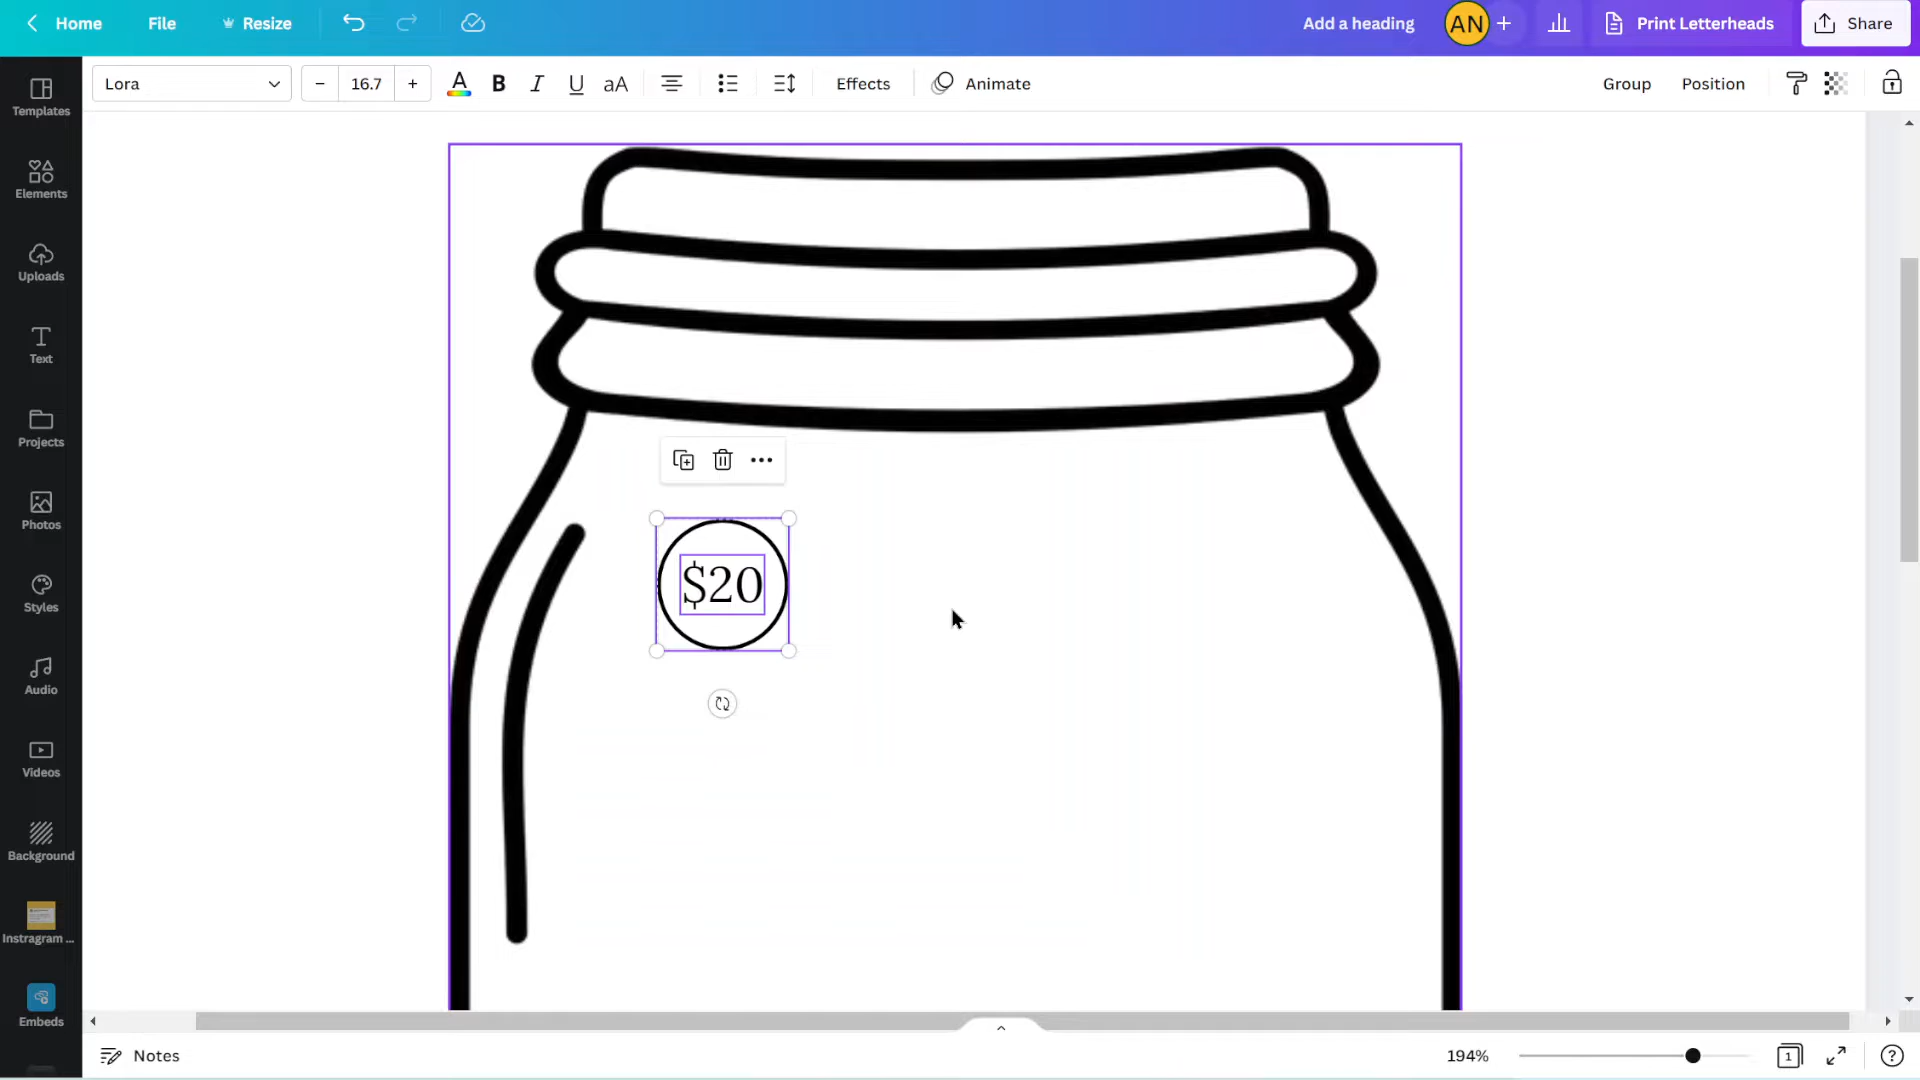 Home File Resize Add a heading AN Print Letterheads Share
Lora 16.7 A B I U aA Effects Animate Group Position
Templates
Elements
Uploads
Text
Projects
Photos
Styles
Audio
Videos
Background
Instragram ...
Embeds
$20
Notes 194% 1 ?